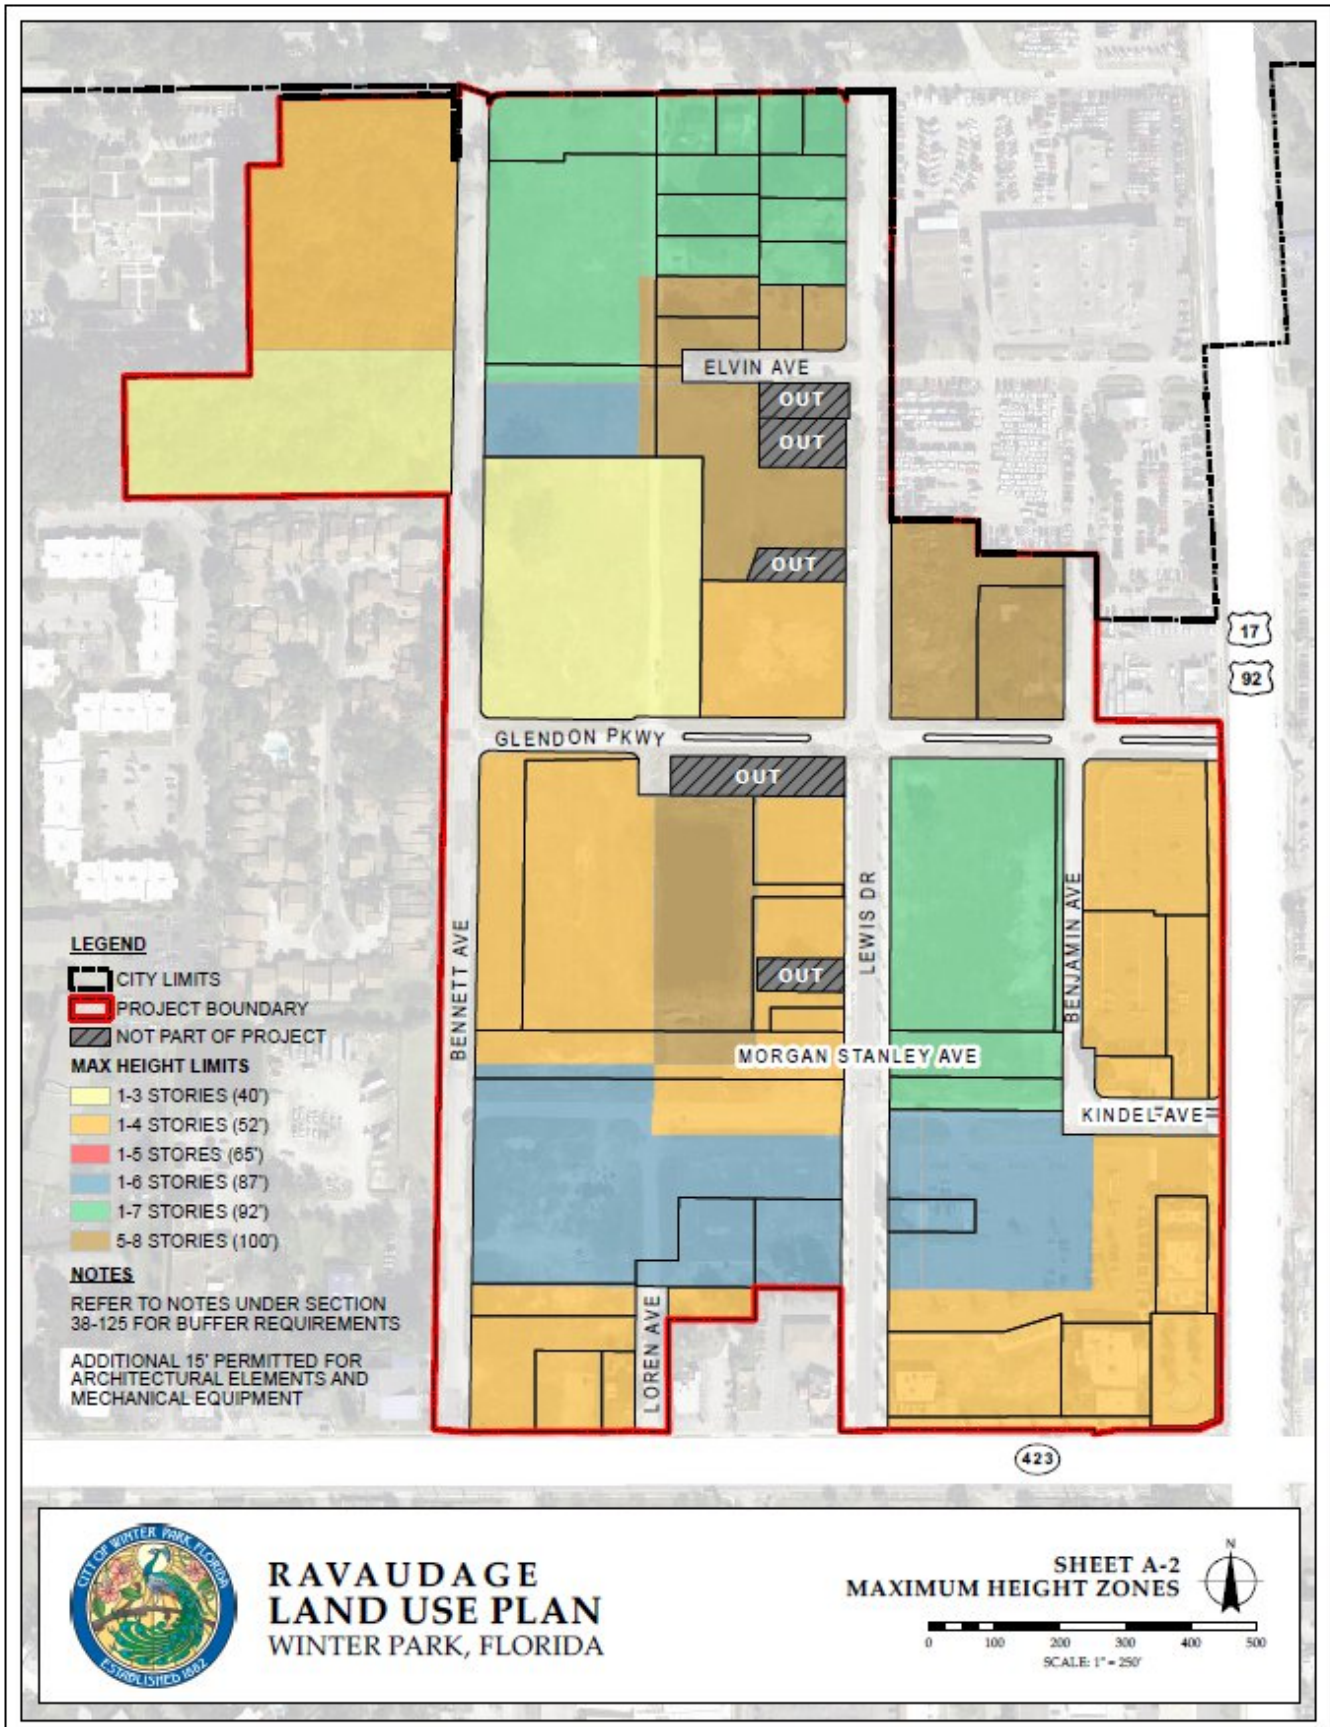 ELVIN AVE
OUT
OUT
OUT
17
92
GLENDON PKWY
OUT
LEWIS DR
BENJAMIN AVE
BENNETT AVE
OUT
MORGAN STANLEY AVE
KINDEL AVE
LOREN AVE
423
LEGEND
CITY LIMITS
PROJECT BOUNDARY
NOT PART OF PROJECT
MAX HEIGHT LIMITS
1-3 STORIES (40')
1-4 STORIES (52')
1-5 STORES (65')
1-6 STORIES (87')
1-7 STORIES (92')
5-8 STORIES (100')
NOTES
REFER TO NOTES UNDER SECTION
38-125 FOR BUFFER REQUIREMENTS
ADDITIONAL 15' PERMITTED FOR
ARCHITECTURAL ELEMENTS AND
MECHANICAL EQUIPMENT
CITY OF WINTER PARK, FLORIDA
ESTABLISHED 1882
RAVAUDAGE
LAND USE PLAN
WINTER PARK, FLORIDA
SHEET A-2
MAXIMUM HEIGHT ZONES
N
0 100 200 300 400 500
SCALE: 1" = 250'